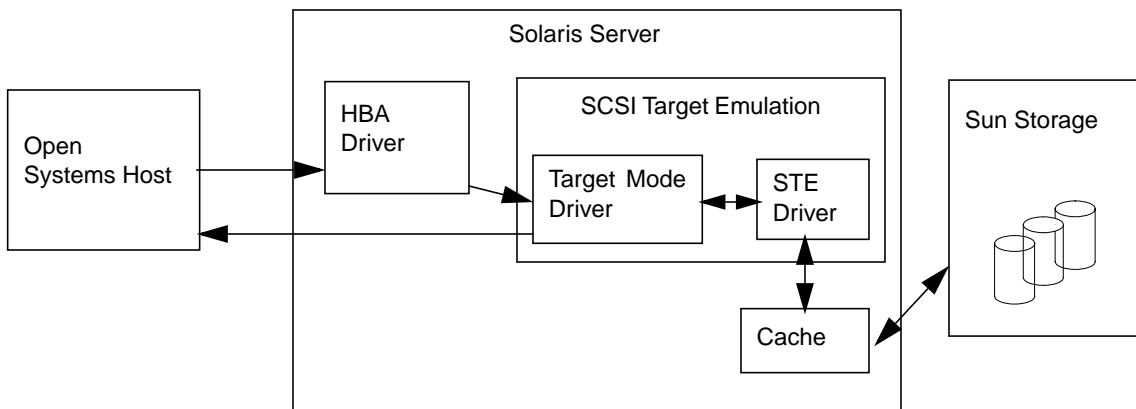 Solaris Server
Open
Systems Host
HBA
Driver
SCSI Target Emulation
Target Mode
Driver
STE
Driver
Cache
Sun Storage